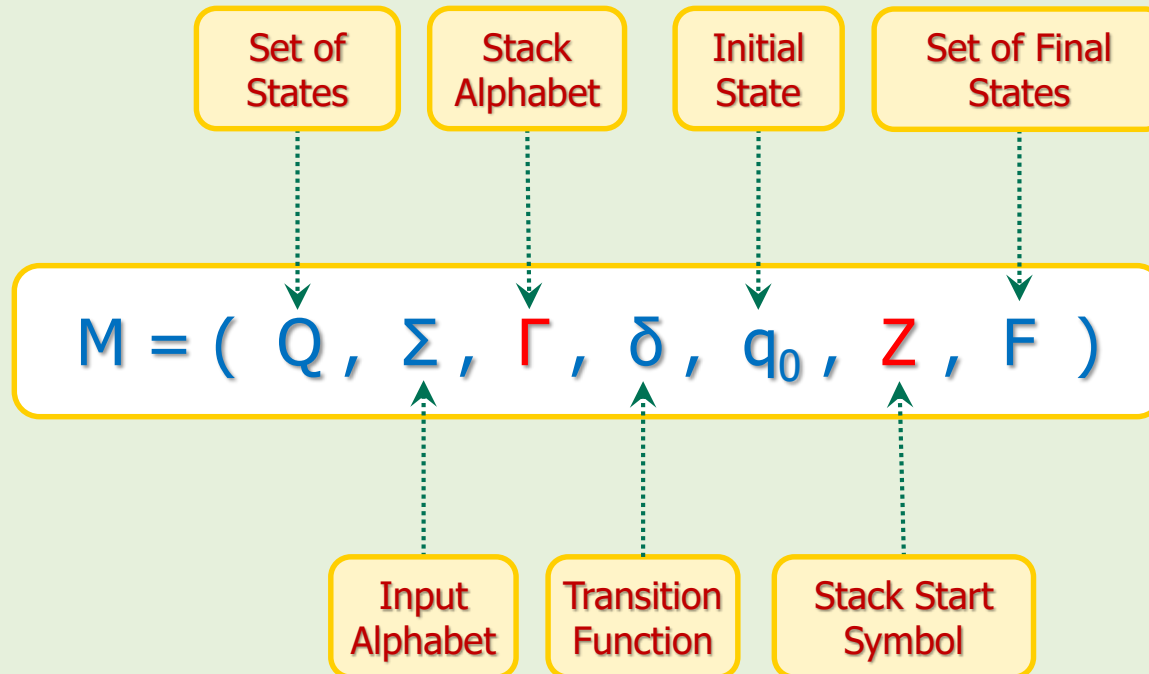 Set of
States
Stack
Alphabet
Initial
State
Set of Final
States
M = ( Q , Σ , Γ , δ , q₀ , Z , F )
Input
Alphabet
Transition
Function
Stack Start
Symbol